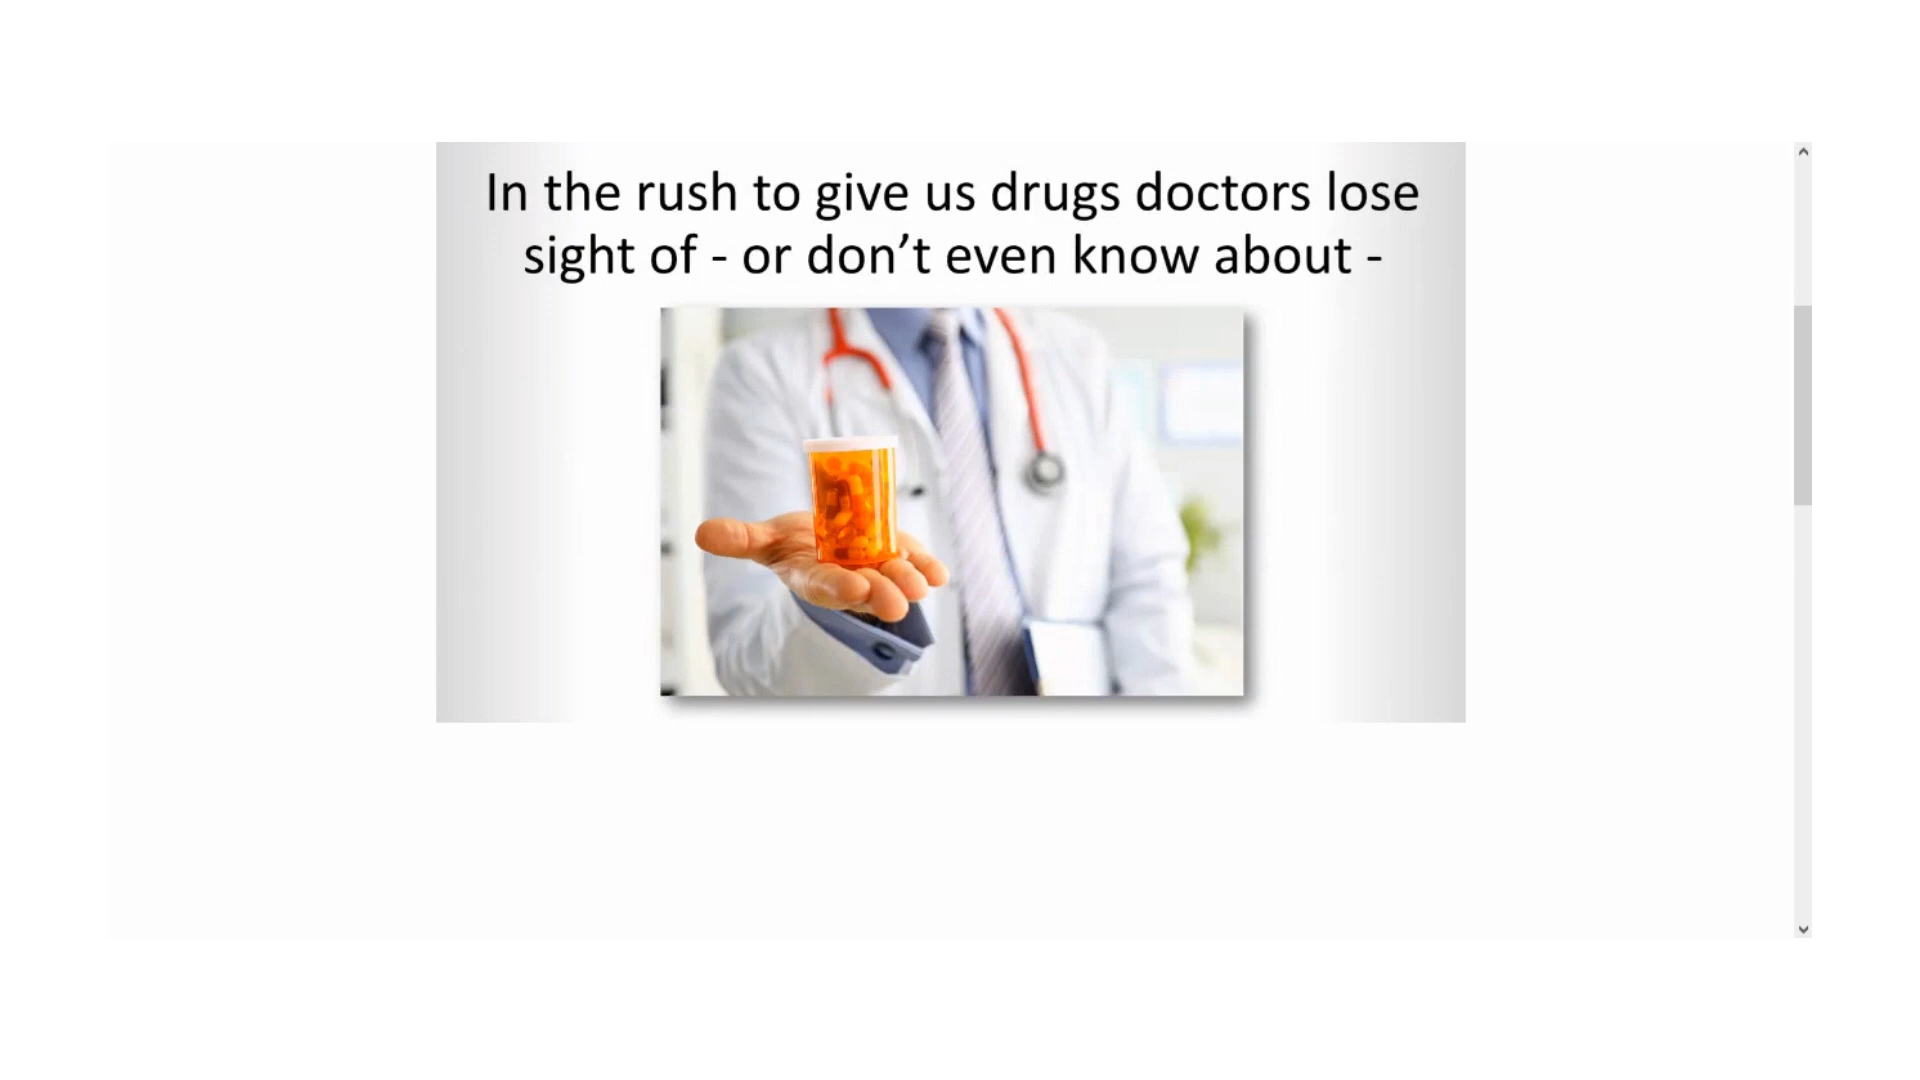 In the rush to give us drugs doctors lose
sight of - or don’t even know about -